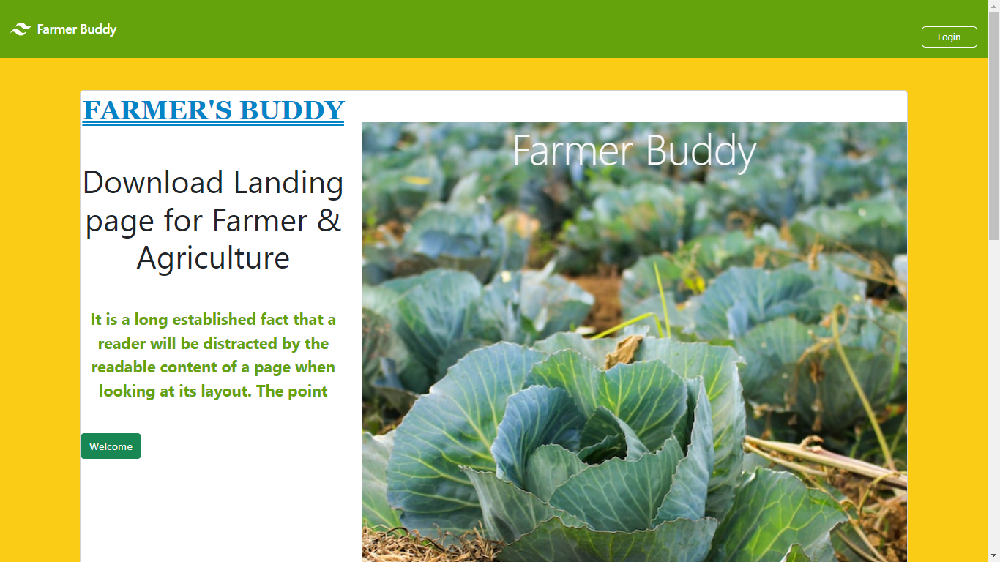 Farmer Buddy
Login
FARMER'S BUDDY
Farmer Buddy
Download Landing
page for Farmer &
Agriculture
It is a long established fact that a
reader will be distracted by the
readable content of a page when
looking at its layout. The point
Welcome